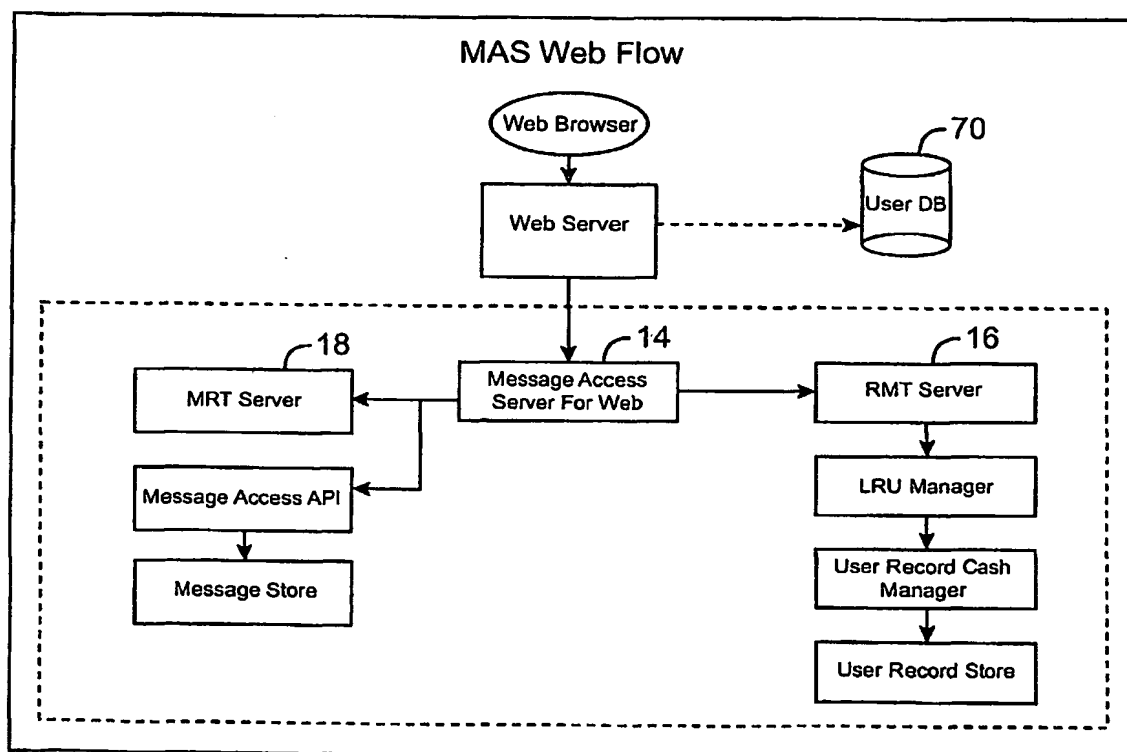 MAS Web Flow
Web Browser
70
User DB
Web Server
18
14
16
MRT Server
Message Access
Server For Web
RMT Server
Message Access API
LRU Manager
Message Store
User Record Cash
Manager
User Record Store